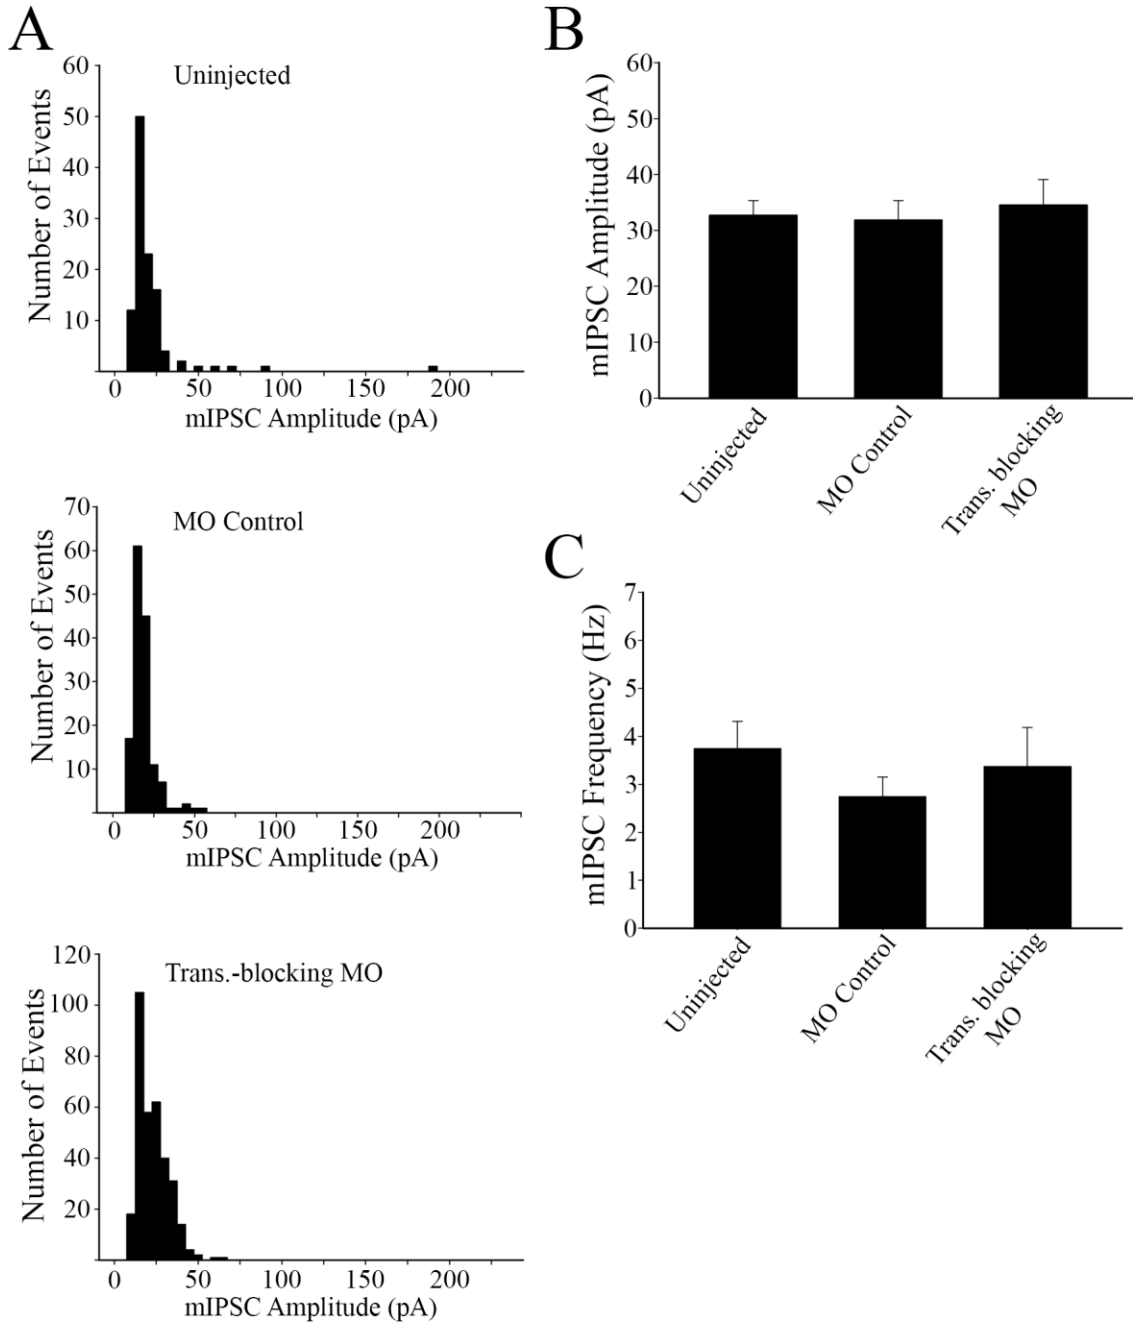 A
Uninjected
Number of Events
60
50
40
30
20
10
0 50 100 150 200
mIPSC Amplitude (pA)
MO Control
Number of Events
70
60
50
40
30
20
10
0 50 100 150 200
mIPSC Amplitude (pA)
Trans.-blocking MO
Number of Events
120
100
80
60
40
20
0 50 100 150 200
mIPSC Amplitude (pA)
B
mIPSC Amplitude (pA)
60
50
40
30
20
10
0
Uninjected
MO Control
Trans. blocking
MO
C
mIPSC Frequency (Hz)
7
6
5
4
3
2
1
0
Uninjected
MO Control
Trans. blocking
MO